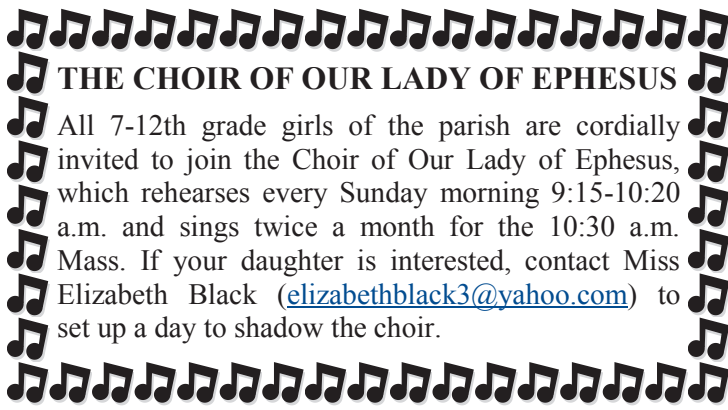 THE CHOIR OF OUR LADY OF EPHESUS
All 7-12th grade girls of the parish are cordially
invited to join the Choir of Our Lady of Ephesus,
which rehearses every Sunday morning 9:15-10:20
a.m. and sings twice a month for the 10:30 a.m.
Mass. If your daughter is interested, contact Miss
Elizabeth Black (elizabethblack3@yahoo.com) to
set up a day to shadow the choir.